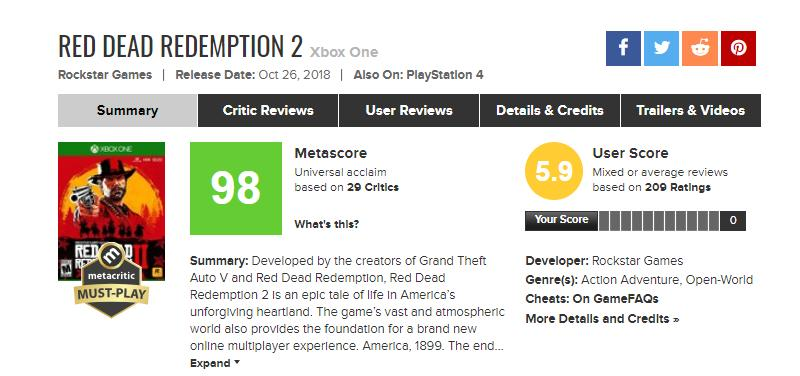 RED DEAD REDEMPTION 2 Xbox One
Rockstar Games | Release Date: Oct 26, 2018 | Also On: PlayStation 4
Summary Critic Reviews User Reviews Details & Credits Trailers & Videos
XBOX ONE
RED
metacritic
MUST-PLAY
98
Metascore
Universal acclaim
based on 29 Critics
What's this?
5.9
User Score
Mixed or average reviews
based on 209 Ratings
Your Score 0
Summary: Developed by the creators of Grand Theft
Auto V and Red Dead Redemption, Red Dead
Redemption 2 is an epic tale of life in America's
unforgiving heartland. The game's vast and atmospheric
world also provides the foundation for a brand new
online multiplayer experience. America, 1899. The end...
Expand
Developer: Rockstar Games
Genre(s): Action Adventure, Open-World
Cheats: On GameFAQs
More Details and Credits »